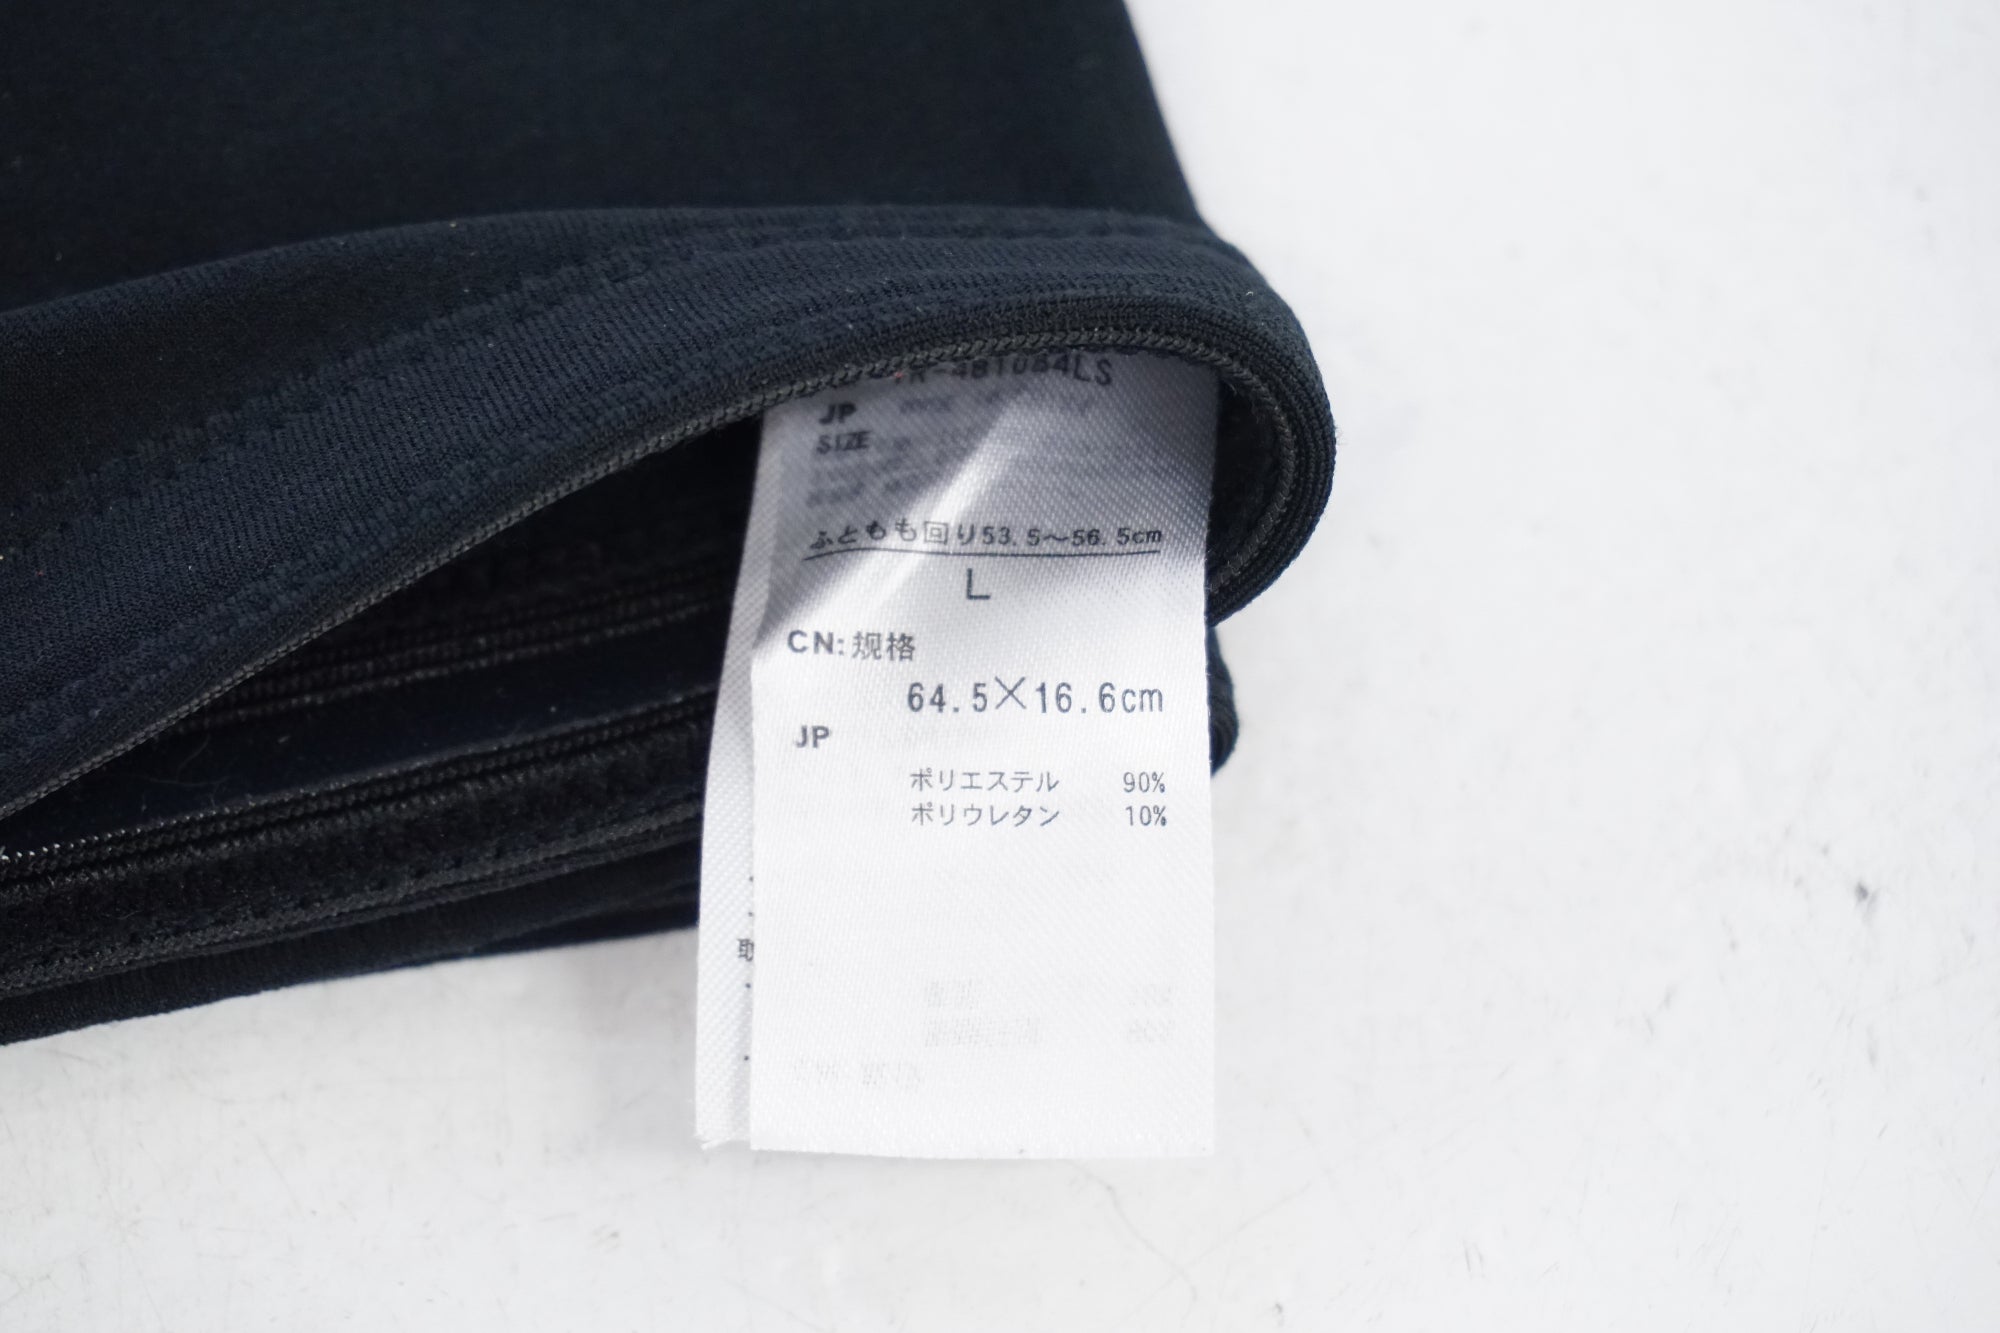 JP
SIZE
ふともも回り53.5〜56.5cm
L
CN:规格
64.5×16.6cm
JP
ポリエステル 90%
ポリウレタン 10%
取